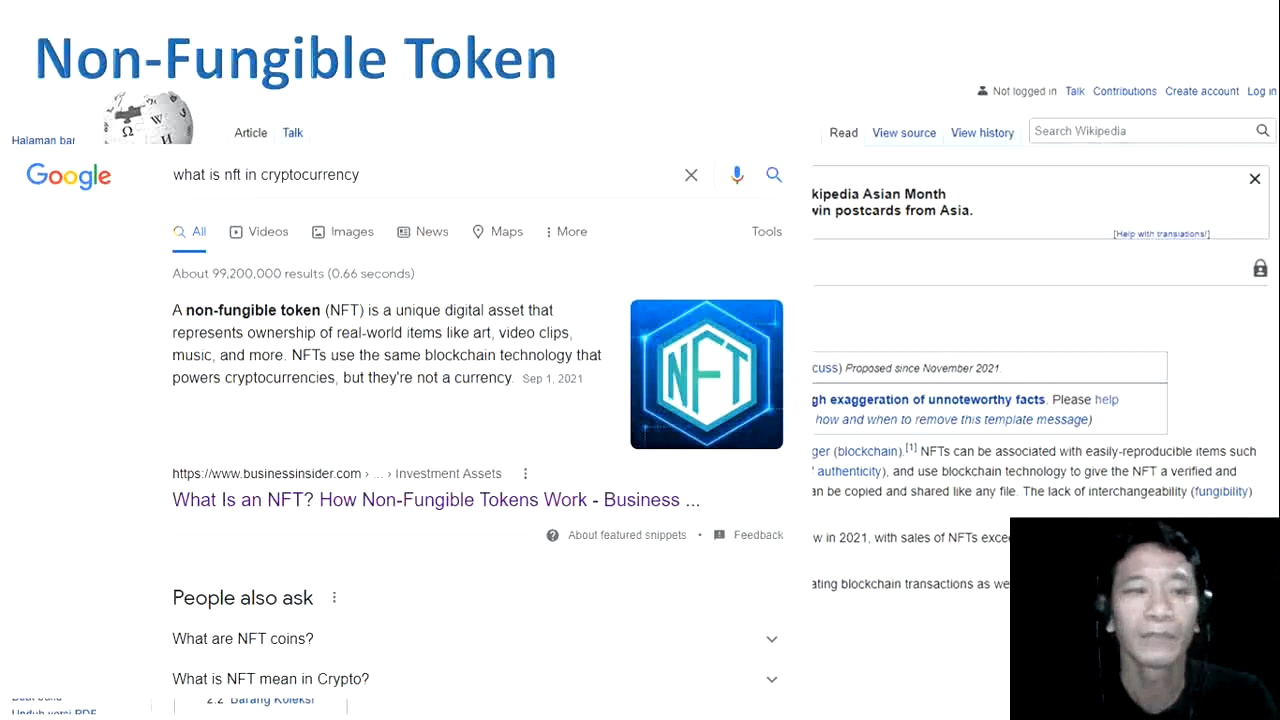 Non-Fungible Token
Not logged in Talk Contributions Create account Log in
Halaman bar
Article Talk
Read View source View history Search Wikipedia
Google what is nft in cryptocurrency
All Videos Images News Maps More Tools
About 99,200,000 results (0.66 seconds)
A non-fungible token (NFT) is a unique digital asset that
represents ownership of real-world items like art, video clips,
music, and more. NFTs use the same blockchain technology that
powers cryptocurrencies, but they're not a currency. Sep 1, 2021
NFT
https://www.businessinsider.com › ... › Investment Assets
What Is an NFT? How Non-Fungible Tokens Work - Business ...
About featured snippets • Feedback
People also ask
What are NFT coins?
What is NFT mean in Crypto?
kipedia Asian Month
win postcards from Asia.
[Help with translations!]
cuss) Proposed since November 2021.
gh exaggeration of unnoteworthy facts. Please help
how and when to remove this template message)
ger (blockchain).[1] NFTs can be associated with easily-reproducible items such
authenticity), and use blockchain technology to give the NFT a verified and
an be copied and shared like any file. The lack of interchangeability (fungibility)
w in 2021, with sales of NFTs exce
ating blockchain transactions as we
Unduh versi PDF
2.2 Barang Koleksi